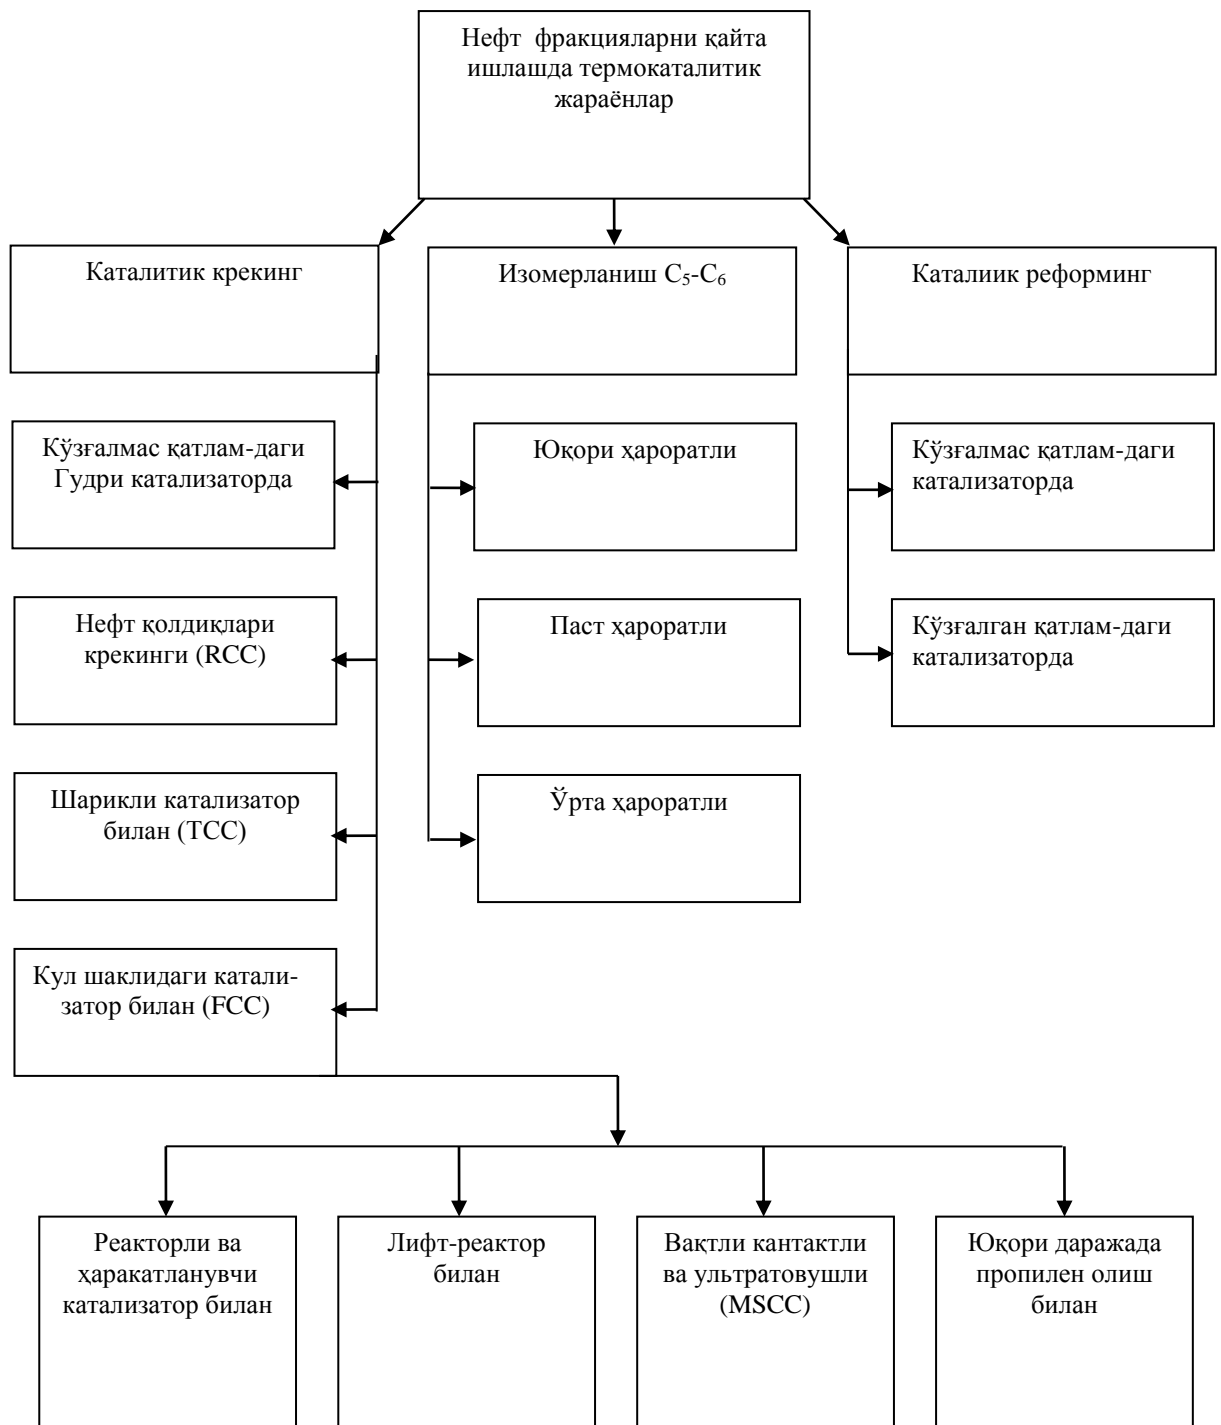 Нефт фракцияларни қайта
ишлашда термокаталитик
жараёнлар
Каталитик крекинг
Изомерланиш C₅-C₆
Каталиик реформинг
Кўзғалмас қатлам-даги
Гудри катализаторда
Юқори ҳароратли
Кўзғалмас қатлам-даги
катализаторда
Нефт қолдиқлари
крекинги (RCC)
Паст ҳароратли
Кўзғалган қатлам-даги
катализаторда
Шарикли катализатор
билан (TCC)
Ўрта ҳароратли
Кул шаклидаги катали-
затор билан (FCC)
Реакторли ва
ҳаракатланувчи
катализатор билан
Лифт-реактор
билан
Вақтли кантактли
ва ультратовушли
(MSCC)
Юқори даражада
пропилен олиш
билан